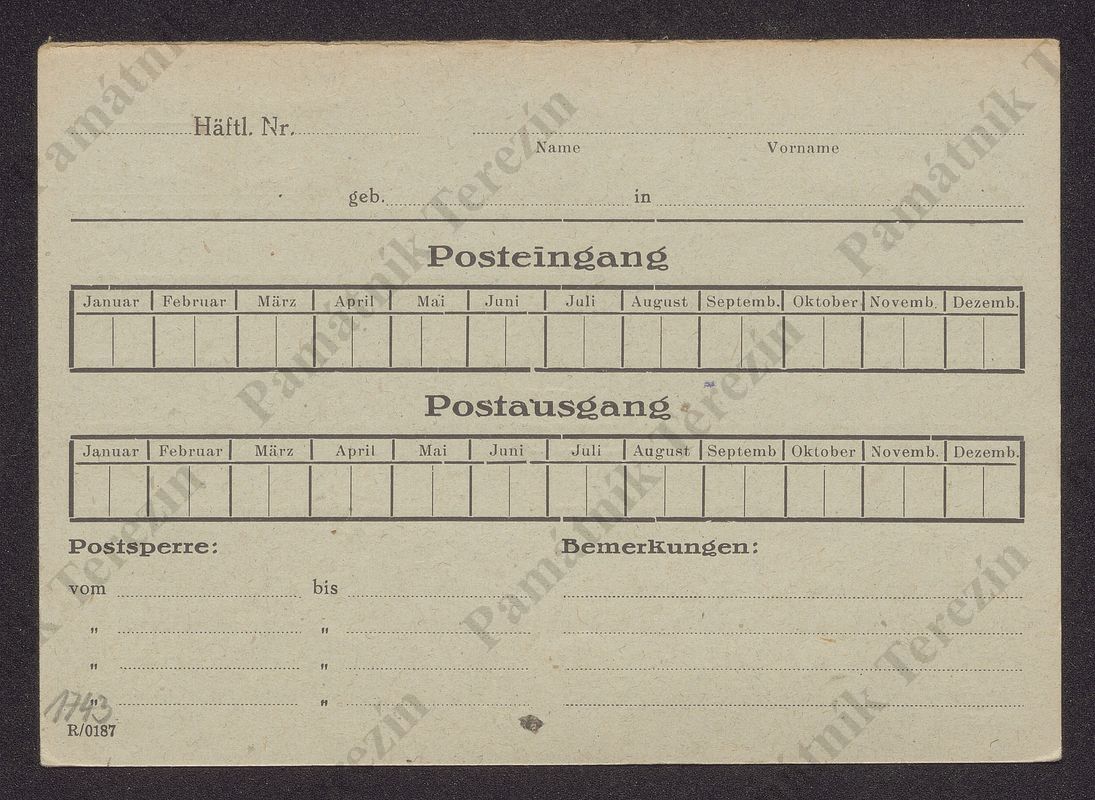 Häftl. Nr.
Name Vorname
geb. in
Posteingang
Januar Februar März April Mai Juni Juli August Septemb. Oktober Novemb. Dezemb.
Postausgang
Januar Februar März April Mai Juni Juli August Septemb Oktober Novemb. Dezemb.
Postsperre: Bemerkungen:
vom bis
" "
" "
" "
1743
R/0187
Památník Terezín